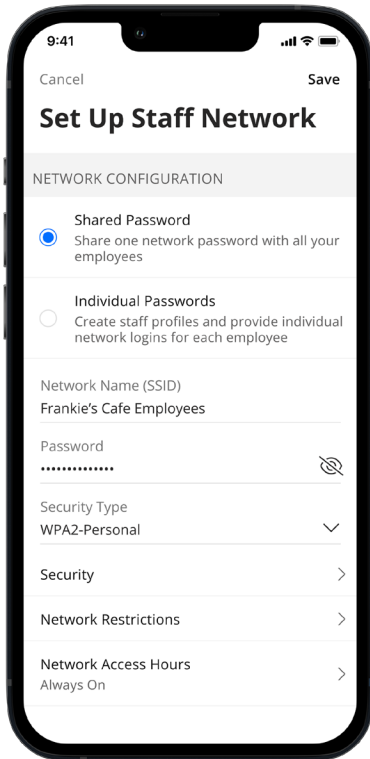 9:41
Cancel
Save
Set Up Staff Network
NETWORK CONFIGURATION
Shared Password
Share one network password with all your
employees
Individual Passwords
Create staff profiles and provide individual
network logins for each employee
Network Name (SSID)
Frankie's Cafe Employees
Password
••••••••••••••
Security Type
WPA2-Personal
Security
Network Restrictions
Network Access Hours
Always On